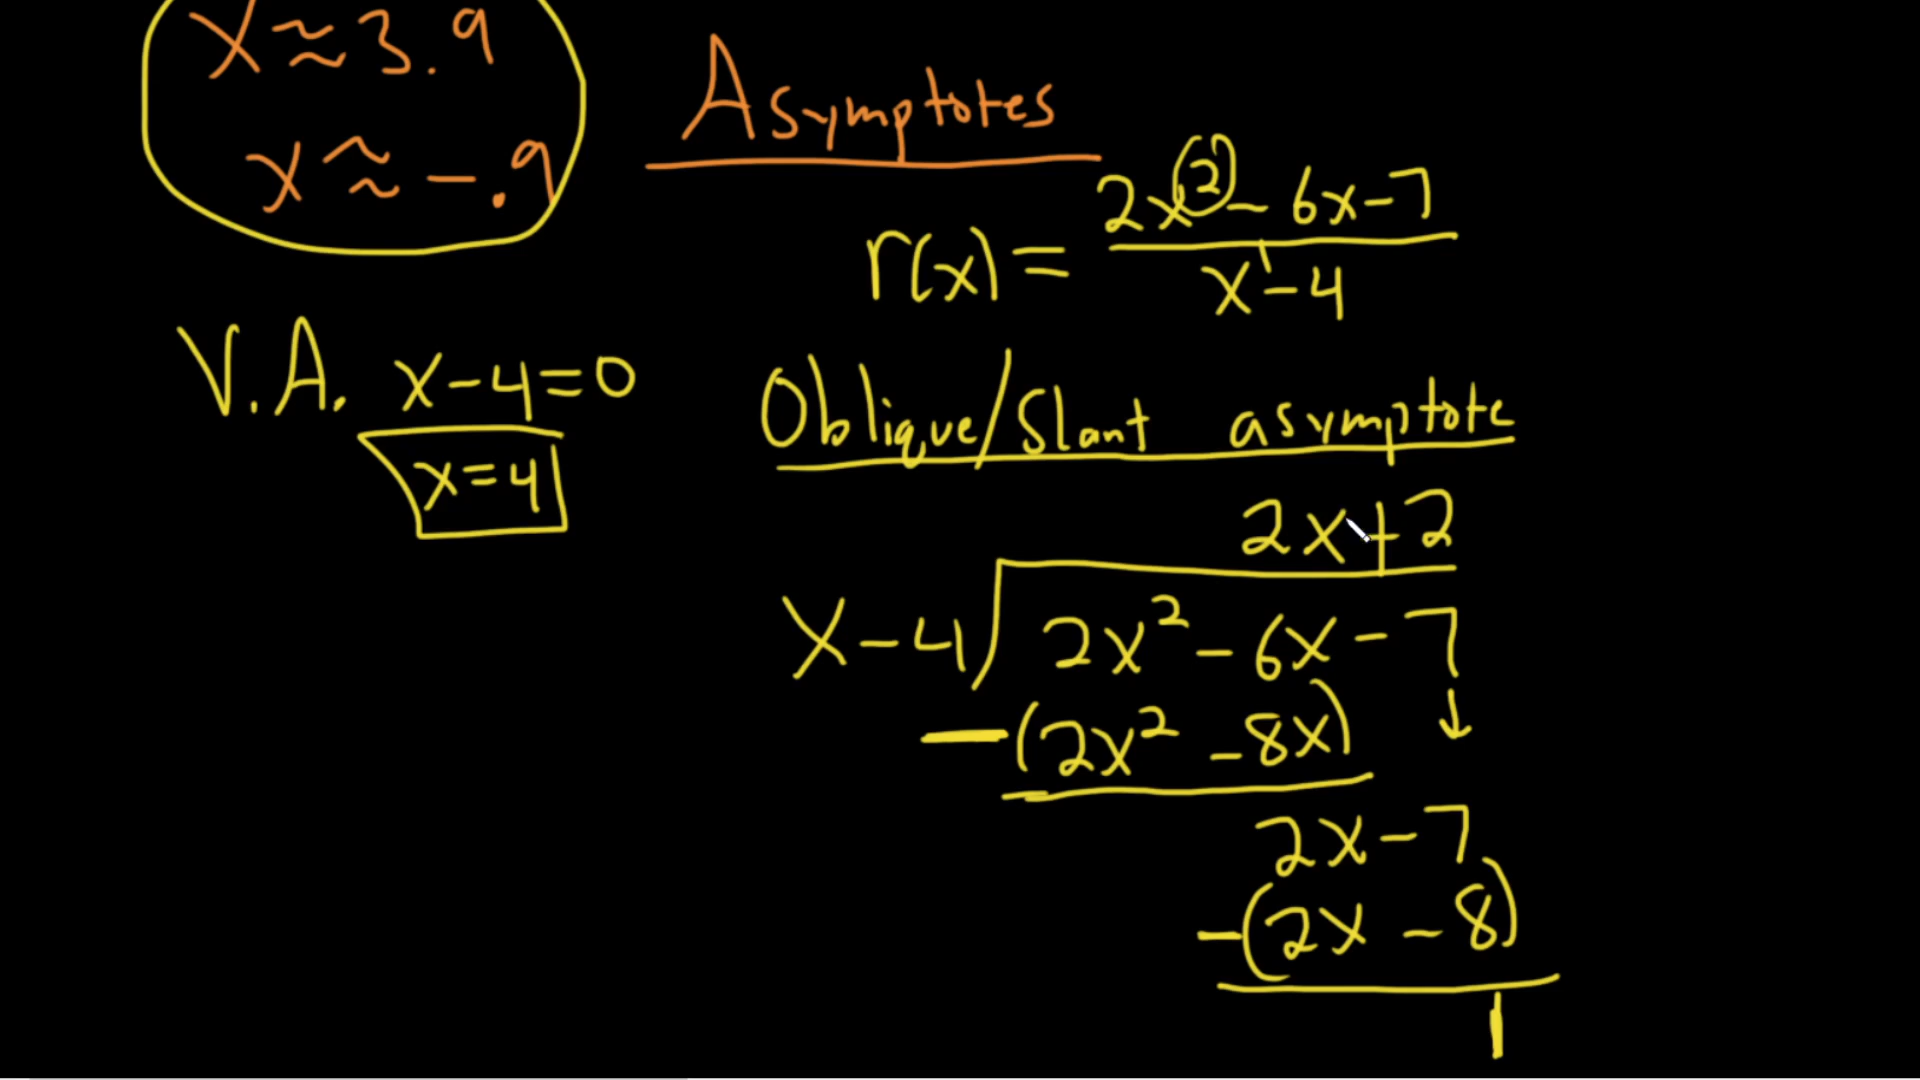 x≈3.9
x≈-.9
Asymptotes
r(x) = (2x² - 6x - 7)/(x¹ - 4)
V.A. x-4=0
x=4
Oblique/Slant asymptote
2x+2
x-4)2x²-6x-7
-(2x²-8x)
2x-7
-(2x-8)
1